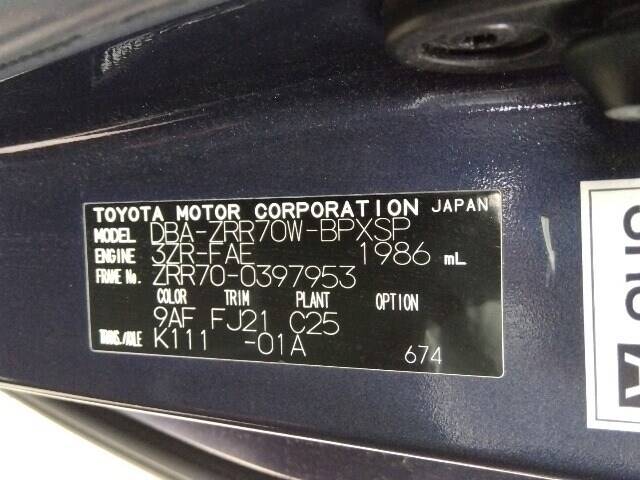 TOYOTA MOTOR CORPORATION JAPAN
MODEL DBA-ZRR70W-BPXSP
ENGINE 3ZR-FAE 1986 mL
FRAME No. ZRR70-0397953
COLOR TRIM PLANT OPTION
9AF FJ21 C25
TRANS./AXLE K111 -01A
674